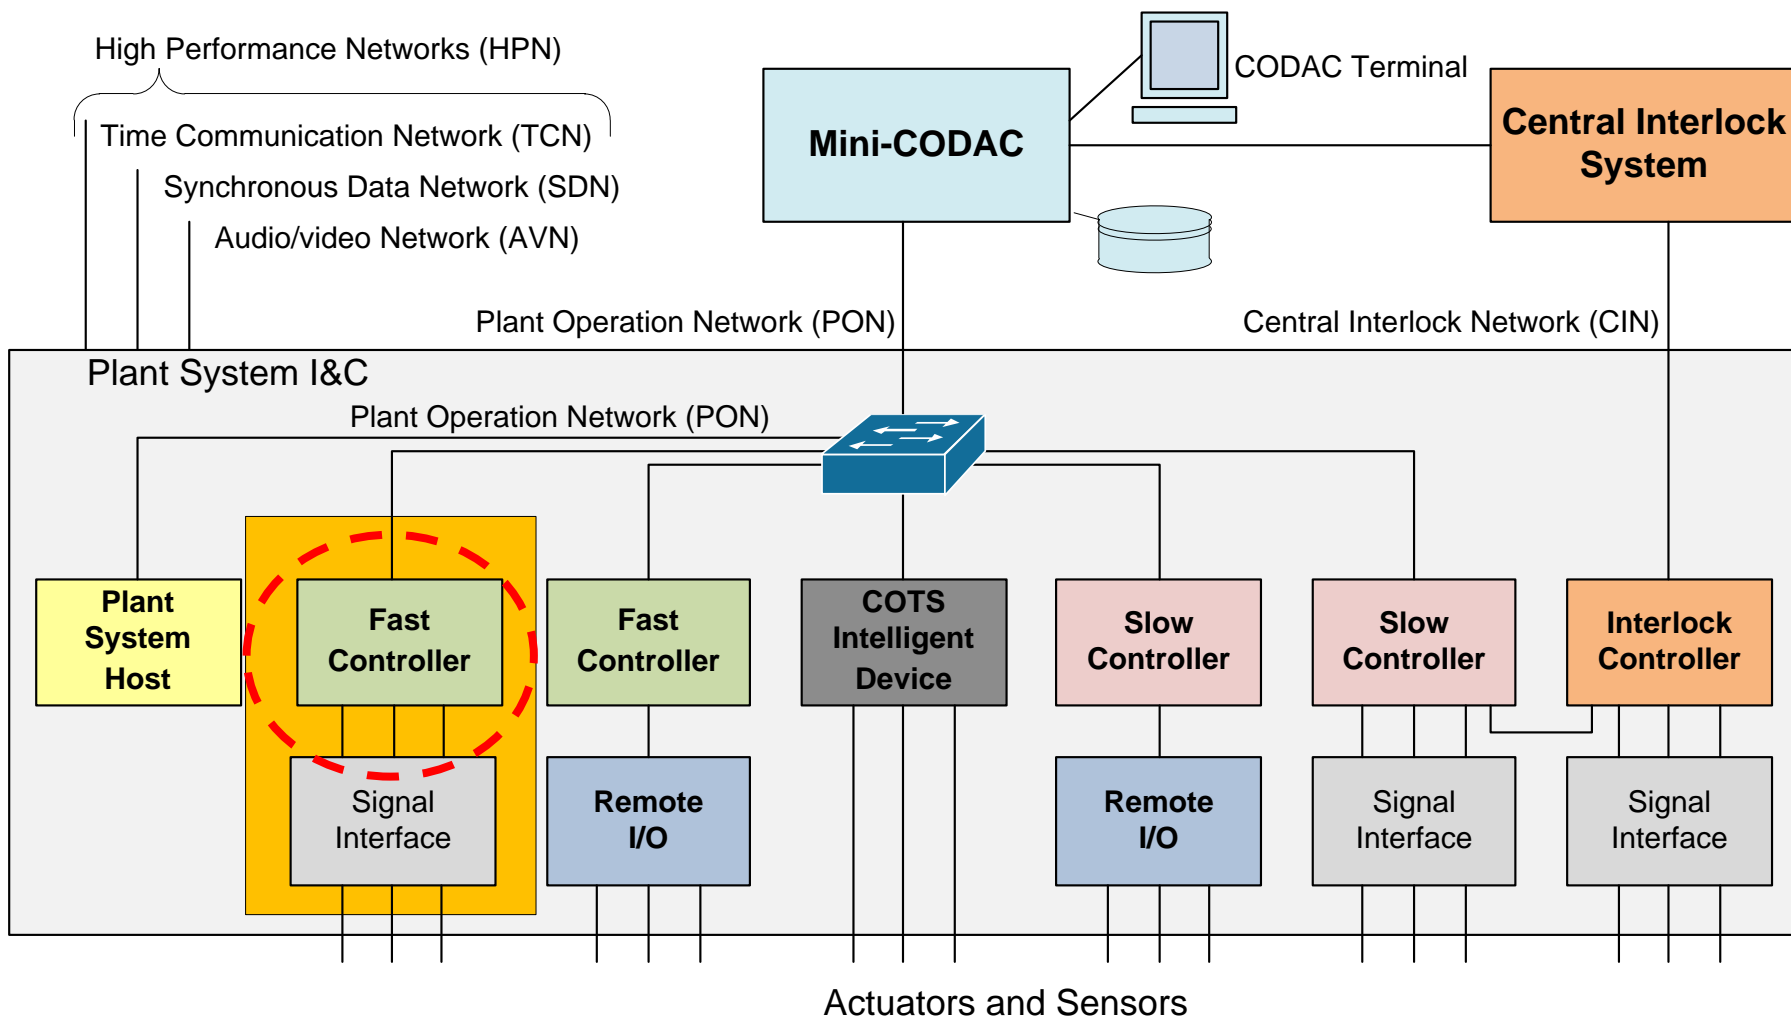 High Performance Networks (HPN)
Time Communication Network (TCN)
Synchronous Data Network (SDN)
Audio/video Network (AVN)
Mini-CODAC
CODAC Terminal
Central Interlock
System
Plant Operation Network (PON)
Central Interlock Network (CIN)
Plant System I&C
Plant Operation Network (PON)
Plant
System
Host
Fast
Controller
Fast
Controller
COTS
Intelligent
Device
Slow
Controller
Slow
Controller
Interlock
Controller
Signal
Interface
Remote
I/O
Remote
I/O
Signal
Interface
Signal
Interface
Actuators and Sensors